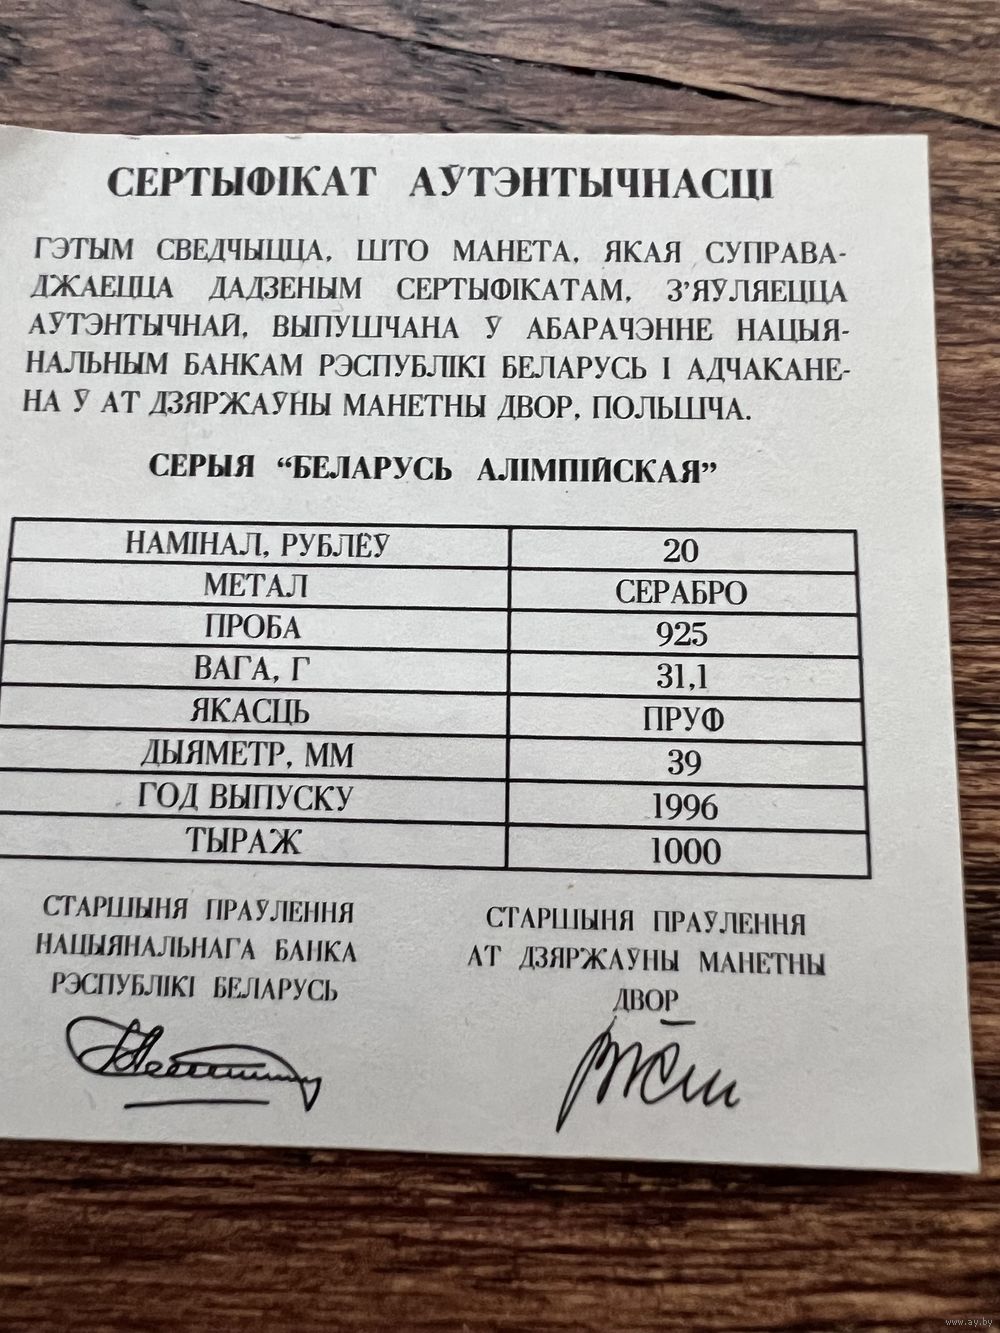 СЕРТЫФІКАТ АЎТЭНТЫЧНАСЦІ
ГЭТЫМ СВЕДЧЫЦЦА, ШТО МАНЕТА, ЯКАЯ СУПРАВА-
ДЖАЕЦЦА ДАДЗЕНЫМ СЕРТЫФІКАТАМ, З'ЯЎЛЯЕЦЦА
АЎТЭНТЫЧНАЙ, ВЫПУШЧАНА Ў АБАРАЧЭННЕ НАЦЫЯ-
НАЛЬНЫМ БАНКАМ РЭСПУБЛІКІ БЕЛАРУСЬ І АДЧАКАНЕ-
НА Ў АТ ДЗЯРЖАЎНЫ МАНЕТНЫ ДВОР, ПОЛЬШЧА.
СЕРЫЯ “БЕЛАРУСЬ АЛІМПІЙСКАЯ”
НАМІНАЛ, РУБЛЁЎ 20
МЕТАЛ СЕРАБРО
ПРОБА 925
ВАГА, Г 31,1
ЯКАСЦЬ ПРУФ
ДЫЯМЕТР, ММ 39
ГОД ВЫПУСКУ 1996
ТЫРАЖ 1000
СТАРШЫНЯ ПРАЎЛЕННЯ
НАЦЫЯНАЛЬНАГА БАНКА
РЭСПУБЛІКІ БЕЛАРУСЬ
СТАРШЫНЯ ПРАЎЛЕННЯ
АТ ДЗЯРЖАЎНЫ МАНЕТНЫ
ДВОР
www.ay.by